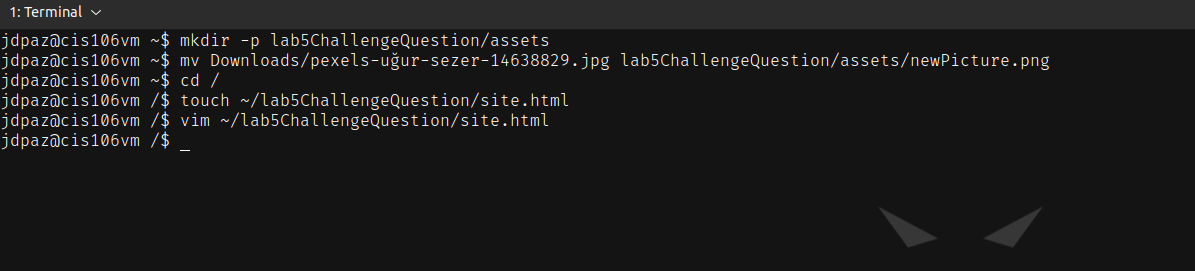 1: Terminal
jdpaz@cis106vm ~$ mkdir -p lab5ChallengeQuestion/assets
jdpaz@cis106vm ~$ mv Downloads/pexels-uğur-sezer-14638829.jpg lab5ChallengeQuestion/assets/newPicture.png
jdpaz@cis106vm ~$ cd /
jdpaz@cis106vm /$ touch ~/lab5ChallengeQuestion/site.html
jdpaz@cis106vm /$ vim ~/lab5ChallengeQuestion/site.html
jdpaz@cis106vm /$ _